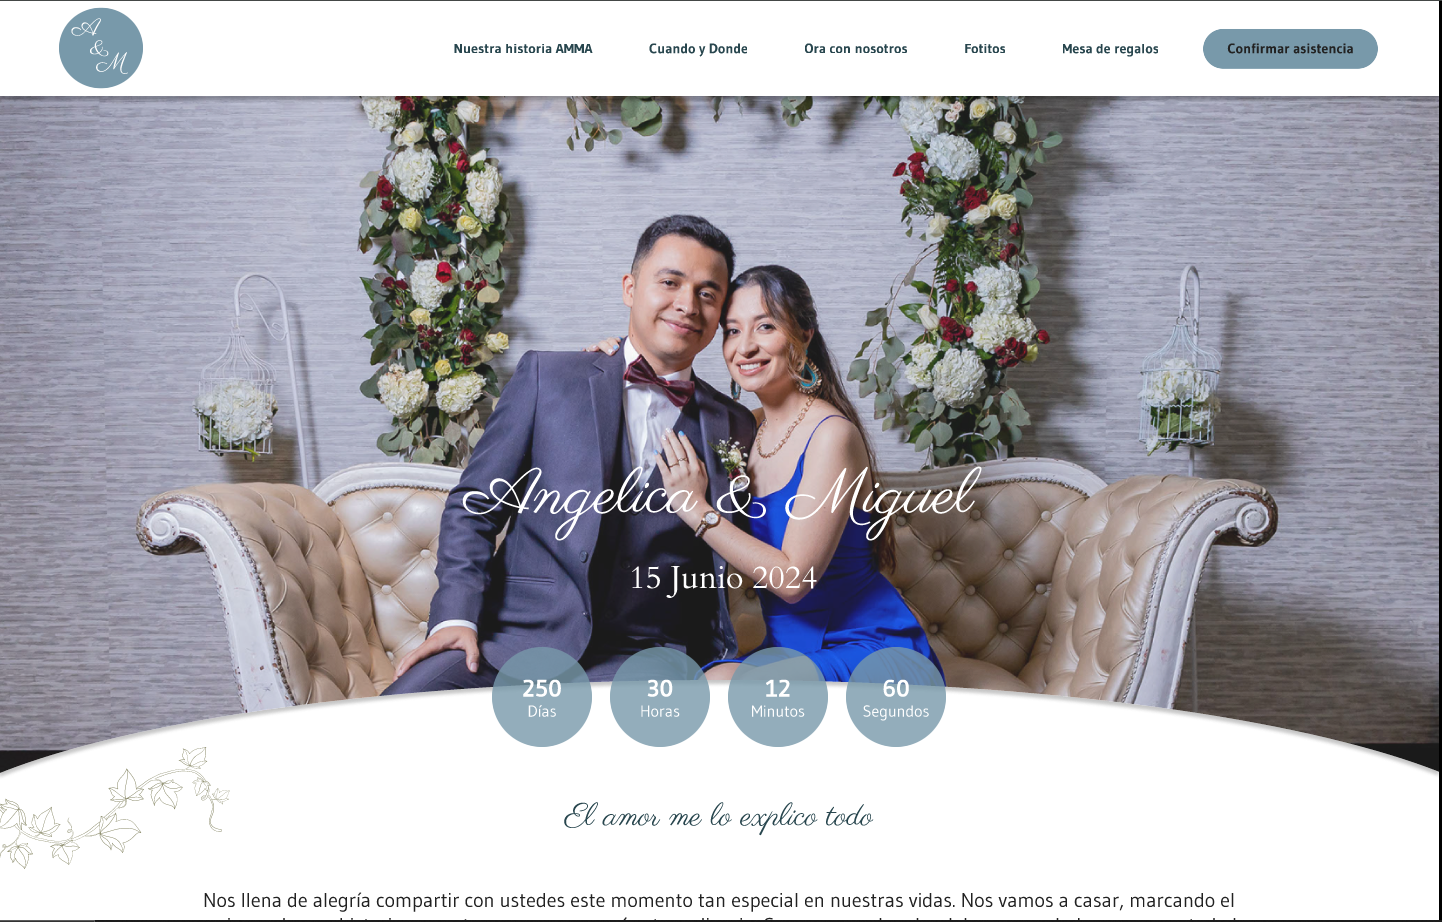 A
&
M
Nuestra historia AMMA
Cuando y Donde
Ora con nosotros
Fotitos
Mesa de regalos
Confirmar asistencia
Angelica & Miguel
15 Junio 2024
250
Días
30
Horas
12
Minutos
60
Segundos
El amor me lo explico todo
Nos llena de alegría compartir con ustedes este momento tan especial en nuestras vidas. Nos vamos a casar, marcando el